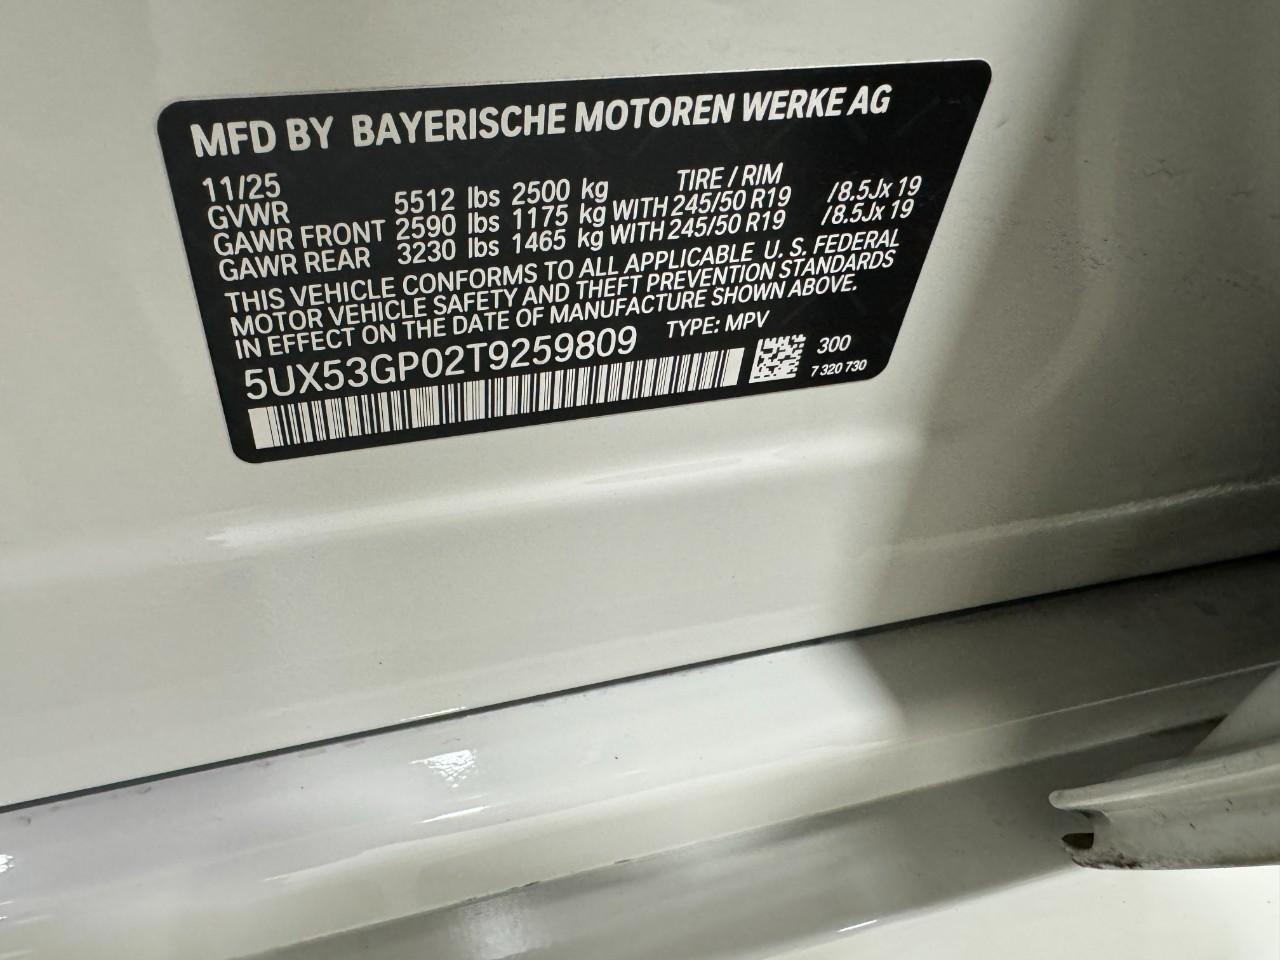 MFD BY BAYERISCHE MOTOREN WERKE AG
11/25 TIRE / RIM
GVWR 5512 lbs 2500 kg
GAWR FRONT 2590 lbs 1175 kg WITH 245/50 R19 /8.5Jx 19
GAWR REAR 3230 lbs 1465 kg WITH 245/50 R19 /8.5Jx 19
THIS VEHICLE CONFORMS TO ALL APPLICABLE U. S. FEDERAL
MOTOR VEHICLE SAFETY AND THEFT PREVENTION STANDARDS
IN EFFECT ON THE DATE OF MANUFACTURE SHOWN ABOVE.
5UX53GP02T9259809 TYPE: MPV
300
7 320 730